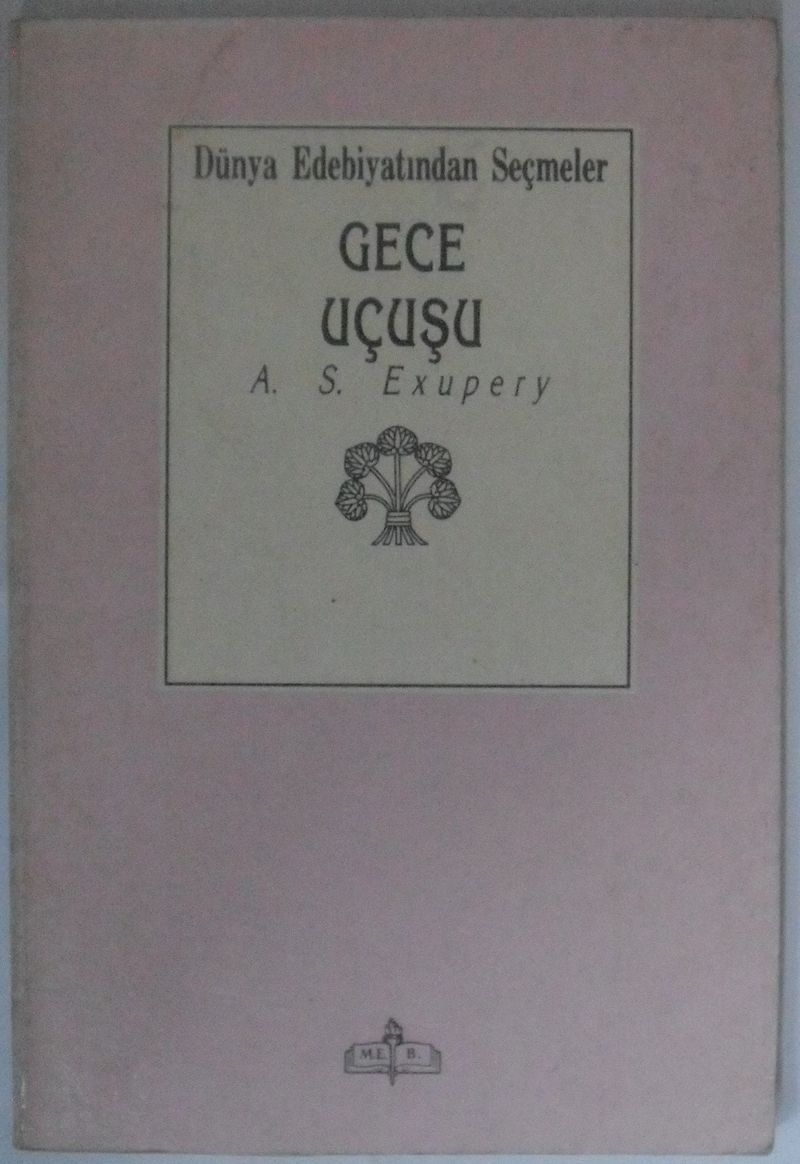 Dünya Edebiyatından Seçmeler
GECE
UÇUŞU
A. S. Exupery
M.E. B.